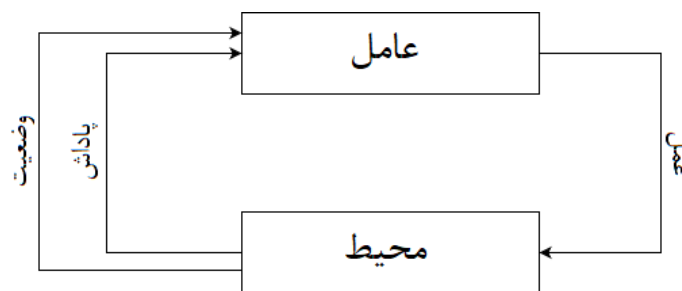 عامل
وضعیت
پاداش
عمل
محیط